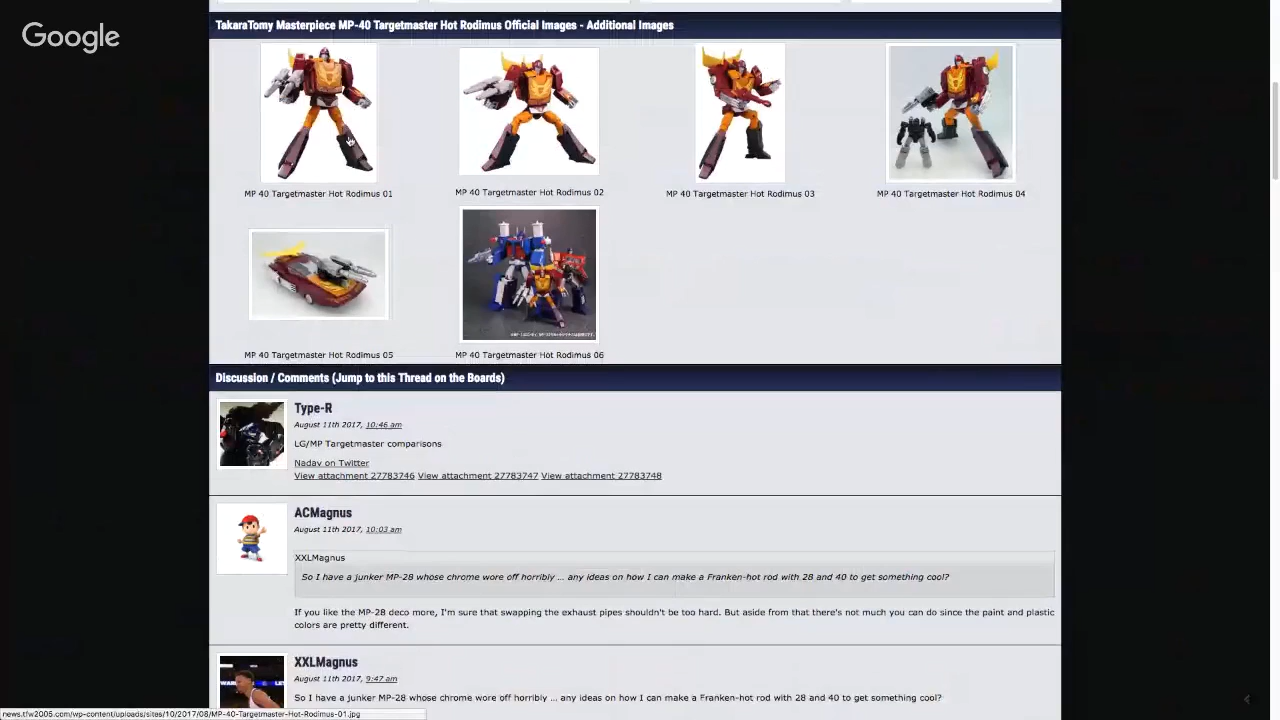 Google
TakaraTomy Masterpiece MP-40 Targetmaster Hot Rodimus Official Images - Additional Images
MP 40 Targetmaster Hot Rodimus 01
MP 40 Targetmaster Hot Rodimus 02
MP 40 Targetmaster Hot Rodimus 03
MP 40 Targetmaster Hot Rodimus 04
MP 40 Targetmaster Hot Rodimus 05
MP 40 Targetmaster Hot Rodimus 06
Discussion / Comments (Jump to this Thread on the Boards)
Type-R
August 11th 2017, 10:46 am
LG/MP Targetmaster comparisons
Nadav on Twitter
View attachment 27783746 View attachment 27783747 View attachment 27783748
ACMagnus
August 11th 2017, 10:03 am
XXLMagnus
So I have a junker MP-28 whose chrome wore off horribly ... any ideas on how I can make a Franken-hot rod with 28 and 40 to get something cool?
If you like the MP-28 deco more, I'm sure that swapping the exhaust pipes shouldn't be too hard. But aside from that there's not much you can do since the paint and plastic
colors are pretty different.
XXLMagnus
August 11th 2017, 9:47 am
So I have a junker MP-28 whose chrome wore off horribly ... any ideas on how I can make a Franken-hot rod with 28 and 40 to get something cool?
news.tfw2005.com/wp-content/uploads/sites/10/2017/08/MP-40-Targetmaster-Hot-Rodimus-01.jpg